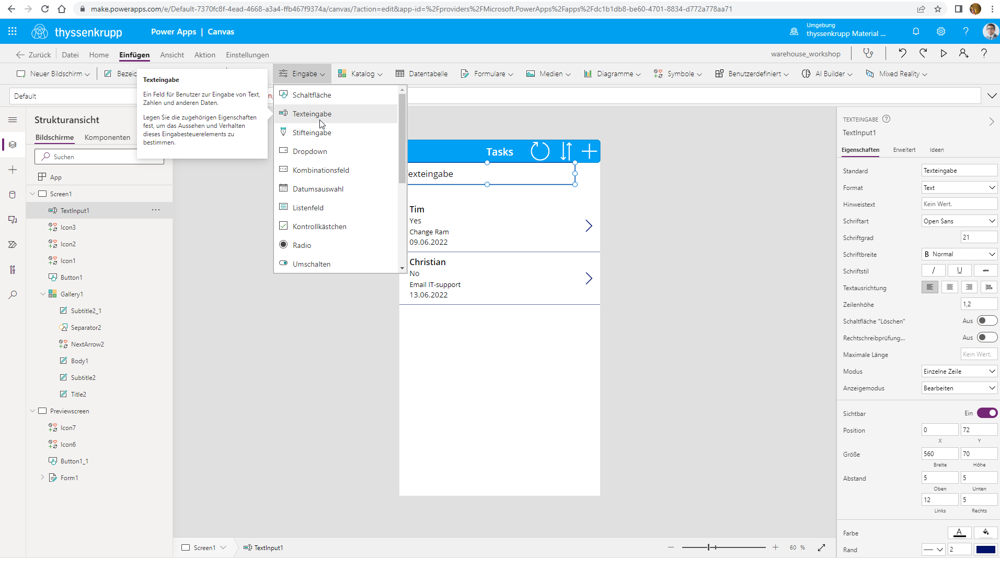 make.powerapps.com/e/Default-7370fc8f-4ead-4668-a3a4-ffb467f9374a/canvas/?action=edit&app-id=%2Fproviders%2FMicrosoft.PowerApps%2Fapps%2Fdc1b1db8-be60-4701-8834-d772a778aa71
thyssenkrupp
Power Apps | Canvas
Umgebung
thyssenkrupp Material ...
Zurück
Datei
Home
Einfügen
Ansicht
Aktion
Einstellungen
warehouse_workshop
Neuer Bildschirm
Bezeic
Eingabe
Katalog
Datentabelle
Formulare
Medien
Diagramme
Symbole
Benutzerdefiniert
AI Builder
Mixed Reality
Default
Texteingabe
Ein Feld für Benutzer zur Eingabe von Text,
Zahlen und anderen Daten.
Legen Sie die zugehörigen Eigenschaften
fest, um das Aussehen und Verhalten
dieses Eingabesteuerelements zu
bestimmen.
Schaltfläche
Texteingabe
Stifteingabe
Dropdown
Kombinationsfeld
Datumsauswahl
Listenfeld
Kontrollkästchen
Radio
Umschalten
Strukturansicht
Bildschirme
Komponenten
Suchen
App
Screen1
TextInput1
Icon3
Icon2
Icon1
Button1
Gallery1
Subtitle2_1
Separator2
NextArrow2
Body1
Subtitle2
Title2
Previewscreen
Icon7
Icon6
Button1_1
Form1
Tasks
exteingabe
Tim
Yes
Change Ram
09.06.2022
Christian
No
Email IT-support
13.06.2022
Screen1
TextInput1
60 %
TEXTEINGABE
TextInput1
Eigenschaften
Erweitert
Ideen
Standard
Texteingabe
Format
Text
Hinweistext
Kein Wert.
Schriftart
Open Sans
Schriftgrad
21
Schriftbreite
B Normal
Schriftstil
/ U abc
Textausrichtung
Zeilenhöhe
1,2
Schaltfläche "Löschen"
Aus
Rechtschreibprüfung...
Aus
Maximale Länge
Kein Wert.
Modus
Einzelne Zeile
Anzeigemodus
Bearbeiten
Sichtbar
Ein
Position
0
72
X
Y
Größe
560
70
Breite
Höhe
Abstand
5
5
Oben
Unten
12
5
Links
Rechts
Farbe
A
Rand
2